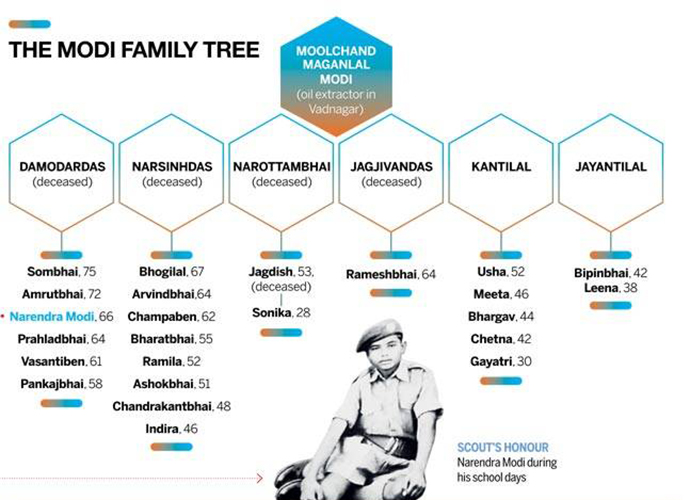 THE MODI FAMILY TREE
MOOLCHAND
MAGANLAL
MODI
(oil extractor in
Vadnagar)
DAMODARDAS
(deceased)
Sombhai, 75
Amrutbhai, 72
Narendra Modi, 66
Prahladbhai, 64
Vasantiben, 61
Pankajbhai, 58
NARSINHDAS
(deceased)
Bhogilal, 67
Arvindbhai,64
Champaben, 62
Bharatbhai, 55
Ramila, 52
Ashokbhai, 51
Chandrakantbhai, 48
Indira, 46
NAROTTAMBHAI
(deceased)
Jagdish, 53,
(deceased)
Sonika, 28
JAGJIVANDAS
(deceased)
Rameshbhai, 64
KANTILAL
Usha, 52
Meeta, 46
Bhargav, 44
Chetna, 42
Gayatri, 30
JAYANTILAL
Bipinbhai, 42
Leena, 38
SCOUT'S HONOUR
Narendra Modi during
his school days